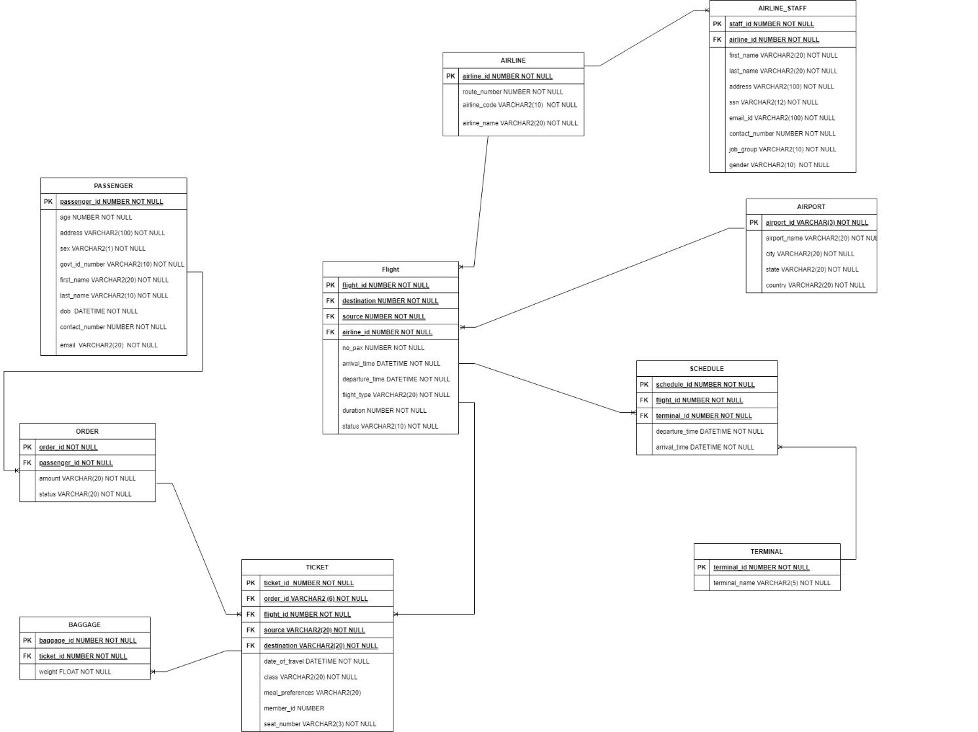 AIRLINE_STAFF
PK staff_id NUMBER NOT NULL
FK airline_id NUMBER NOT NULL
first_name VARCHAR2(20) NOT NULL
last_name VARCHAR2(20) NOT NULL
address VARCHAR2(100) NOT NULL
ssn VARCHAR2(12) NOT NULL
email_id VARCHAR2(100) NOT NULL
contact_number NUMBER NOT NULL
job_group VARCHAR2(10) NOT NULL
gender VARCHAR2(10) NOT NULL
AIRLINE
PK airline_id NUMBER NOT NULL
route_number NUMBER NOT NULL
airline_code VARCHAR2(10) NOT NULL
airline_name VARCHAR2(20) NOT NULL
PASSENGER
PK passenger_id NUMBER NOT NULL
age NUMBER NOT NULL
address VARCHAR2(100) NOT NULL
sex VARCHAR2(1) NOT NULL
govt_id_number VARCHAR2(10) NOT NULL
first_name VARCHAR2(20) NOT NULL
last_name VARCHAR2(10) NOT NULL
dob DATETIME NOT NULL
contact_number NUMBER NOT NULL
email VARCHAR2(20) NOT NULL
AIRPORT
PK airport_id VARCHAR(3) NOT NULL
airport_name VARCHAR2(20) NOT NUL
city VARCHAR2(20) NOT NULL
state VARCHAR2(20) NOT NULL
country VARCHAR2(20) NOT NULL
Flight
PK flight_id NUMBER NOT NULL
FK destination NUMBER NOT NULL
FK source NUMBER NOT NULL
FK airline_id NUMBER NOT NULL
no_pax NUMBER NOT NULL
arrival_time DATETIME NOT NULL
departure_time DATETIME NOT NULL
flight_type VARCHAR2(20) NOT NULL
duration NUMBER NOT NULL
status VARCHAR2(10) NOT NULL
SCHEDULE
PK schedule_id NUMBER NOT NULL
FK flight_id NUMBER NOT NULL
FK terminal_id NUMBER NOT NULL
departure_time DATETIME NOT NULL
arrival_time DATETIME NOT NULL
ORDER
PK order_id NOT NULL
FK passenger_id NOT NULL
amount VARCHAR(20) NOT NULL
status VARCHAR(20) NOT NULL
TERMINAL
PK terminal_id NUMBER NOT NULL
terminal_name VARCHAR2(5) NOT NULL
TICKET
PK ticket_id NUMBER NOT NULL
FK order_id VARCHAR2 (6) NOT NULL
FK flight_id NUMBER NOT NULL
FK source VARCHAR2(20) NOT NULL
FK destination VARCHAR2(20) NOT NULL
date_of_travel DATETIME NOT NULL
class VARCHAR2(20) NOT NULL
meal_preferences VARCHAR2(20)
member_id NUMBER
seat_number VARCHAR2(3) NOT NULL
BAGGAGE
PK baggage_id NUMBER NOT NULL
FK ticket_id NUMBER NOT NULL
weight FLOAT NOT NULL